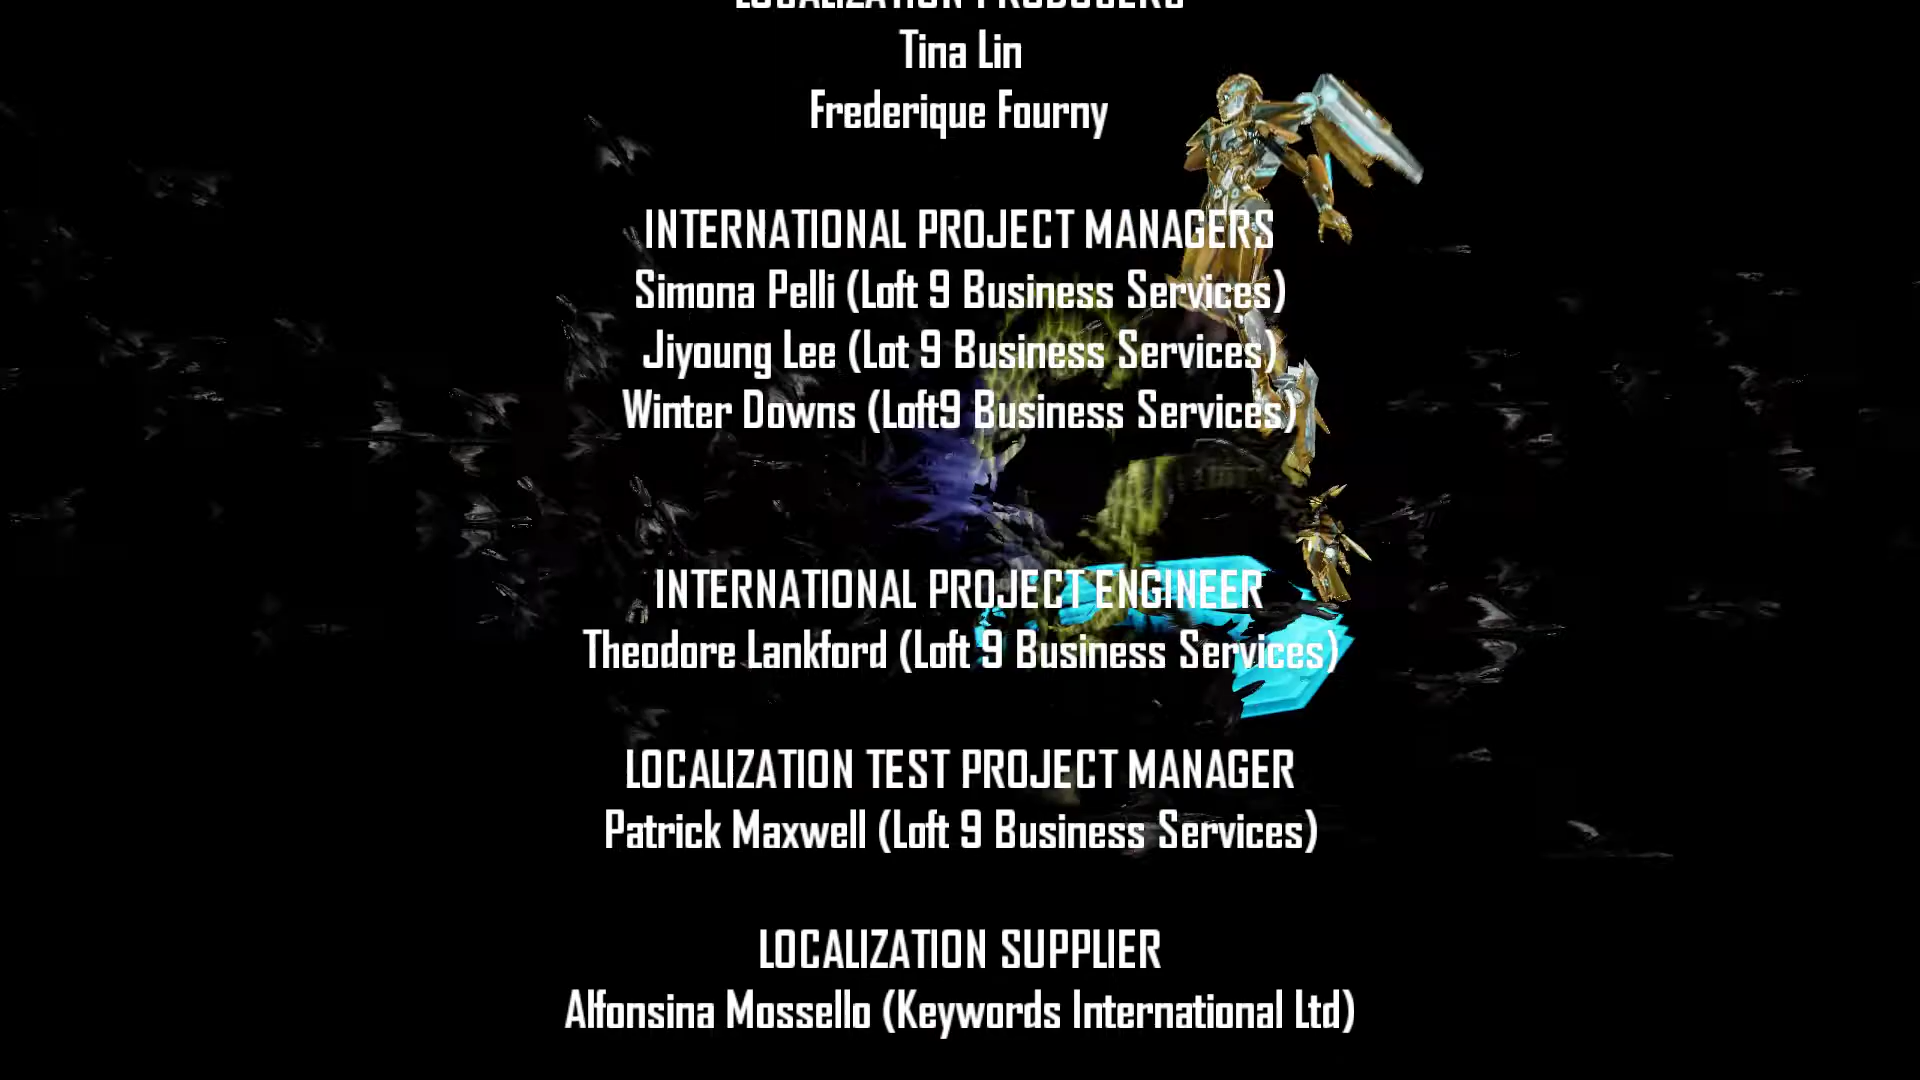 LOCALIZATION PRODUCERS
Tina Lin
Frederique Fourny
INTERNATIONAL PROJECT MANAGERS
Simona Pelli (Loft 9 Business Services)
Jiyoung Lee (Lot 9 Business Services)
Winter Downs (Loft9 Business Services)
INTERNATIONAL PROJECT ENGINEER
Theodore Lankford (Loft 9 Business Services)
LOCALIZATION TEST PROJECT MANAGER
Patrick Maxwell (Loft 9 Business Services)
LOCALIZATION SUPPLIER
Alfonsina Mossello (Keywords International Ltd)